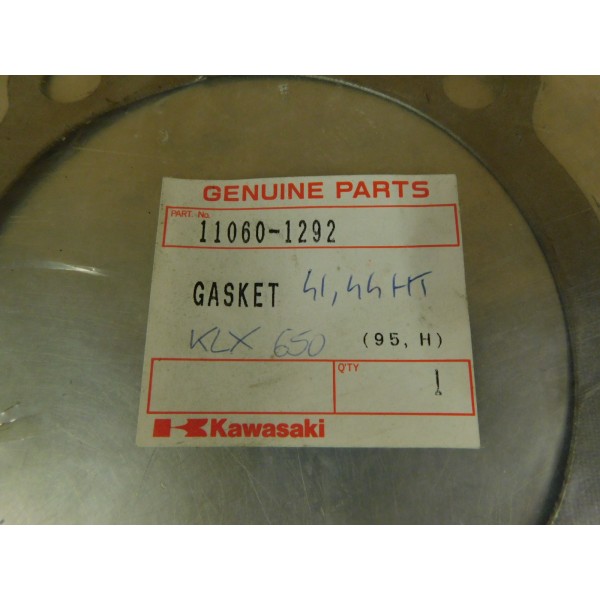 GENUINE PARTS
PART.-No.
11060-1292
GASKET 41,44HT
KLX 650 (95, H)
Q'TY
1
Kawasaki